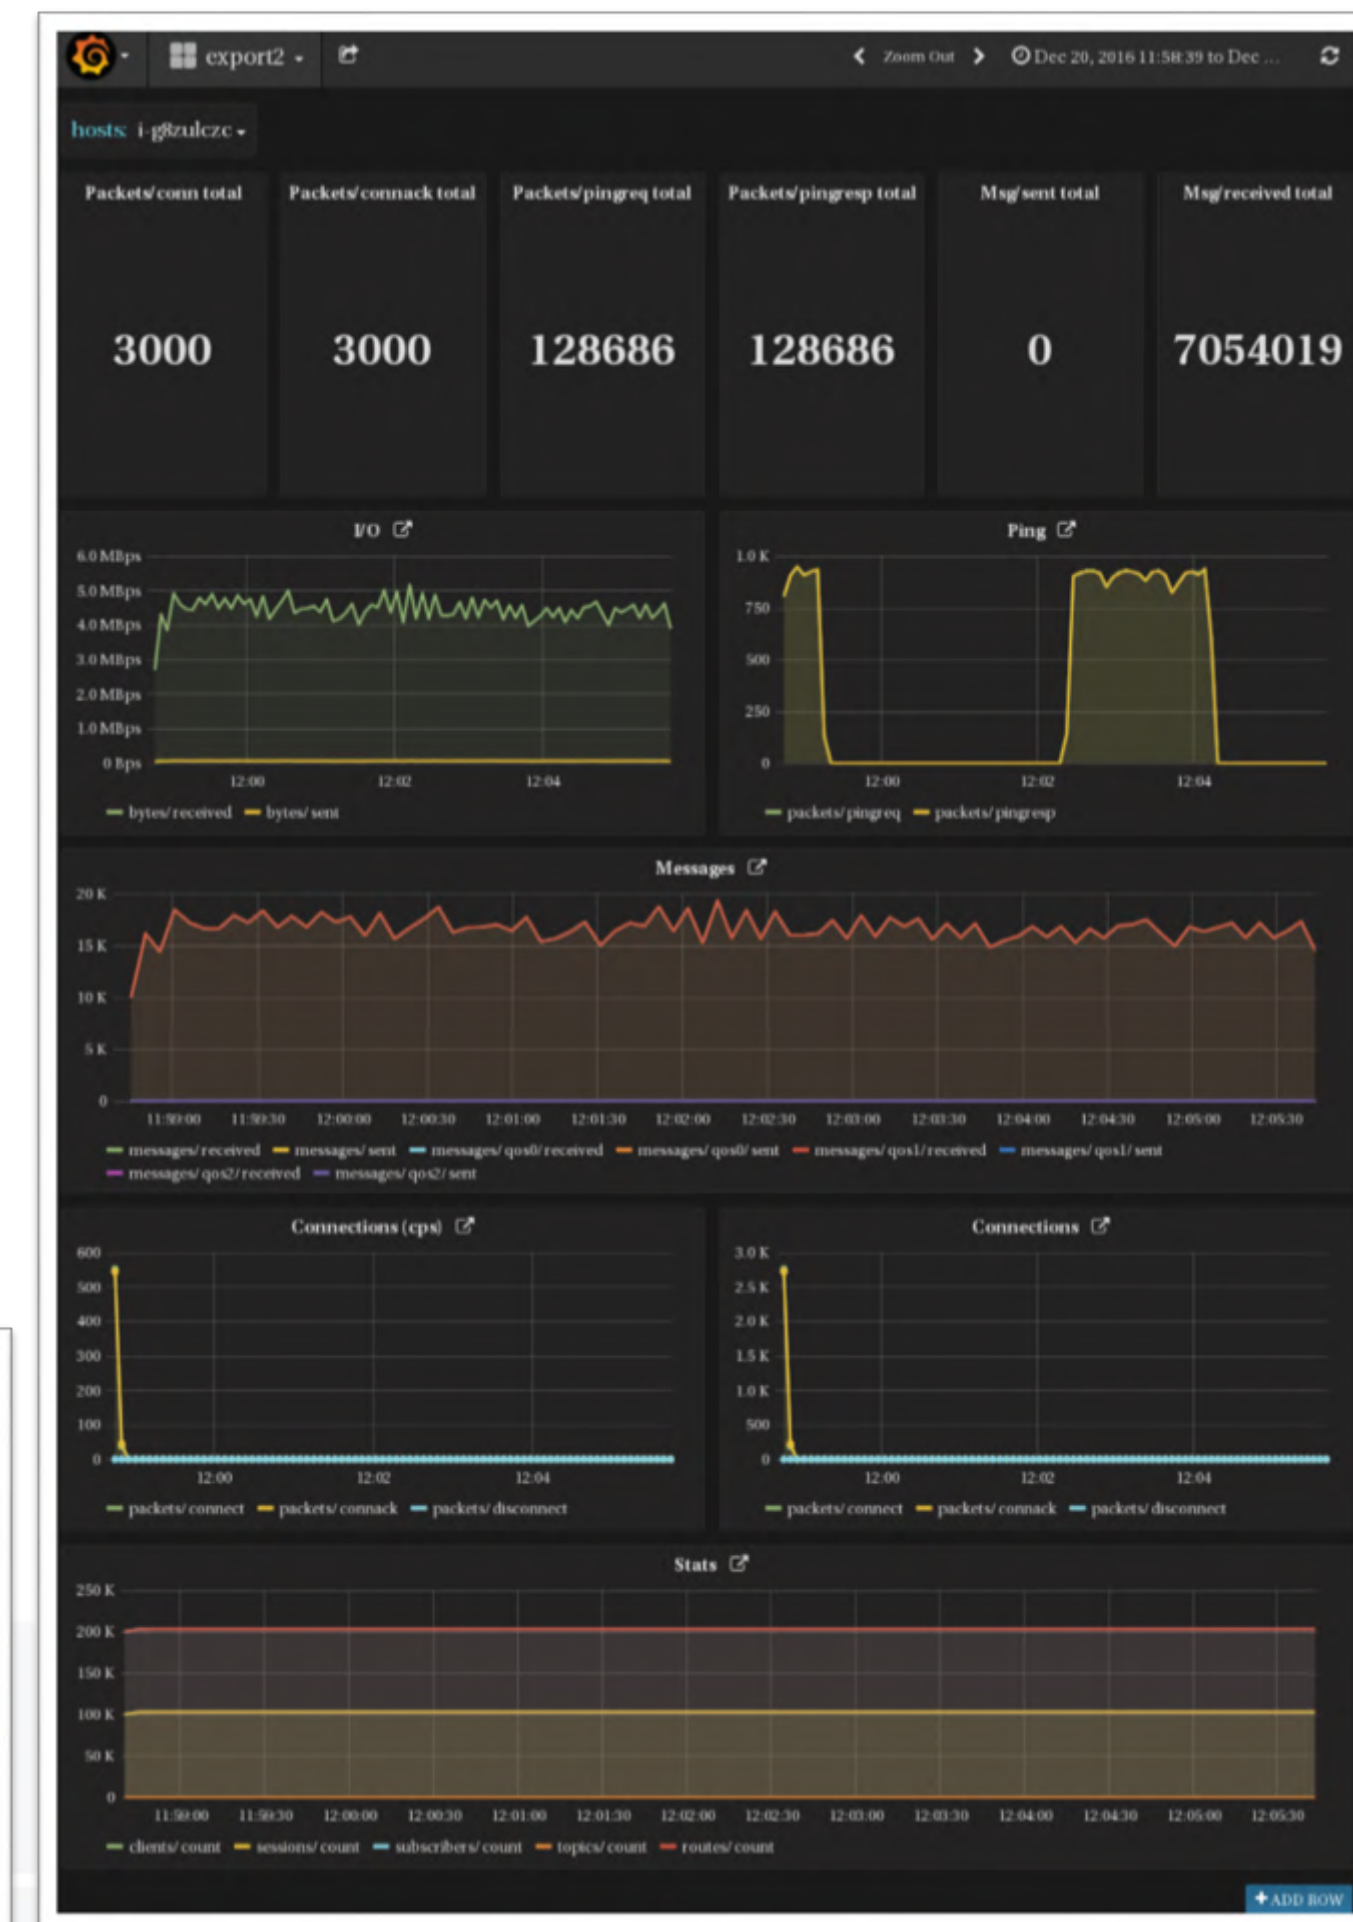 export2
Zoom Out
Dec 20, 2016 11:58:39 to Dec ...
hosts: i-g8zulczc
Packets/conn total
Packets/connack total
Packets/pingreq total
Packets/pingresp total
Msg/sent total
Msg/received total
3000
3000
128686
128686
0
7054019
I/O
6.0 MBps
5.0 MBps
4.0 MBps
3.0 MBps
2.0 MBps
1.0 MBps
0 Bps
12:00 12:02 12:04
bytes/received bytes/sent
Ping
1.0 K
750
500
250
0
12:00 12:02 12:04
packets/pingreq packets/pingresp
Messages
20 K
15 K
10 K
5 K
0
11:59:00 11:59:30 12:00:00 12:00:30 12:01:00 12:01:30 12:02:00 12:02:30 12:03:00 12:03:30 12:04:00 12:04:30 12:05:00 12:05:30
messages/received messages/sent messages/qos0/received messages/qos0/sent messages/qos1/received messages/qos1/sent
messages/qos2/received messages/qos2/sent
Connections (cps)
600
500
400
300
200
100
0
12:00 12:02 12:04
packets/connect packets/connack packets/disconnect
Connections
3.0 K
2.5 K
2.0 K
1.5 K
1.0 K
500
0
12:00 12:02 12:04
packets/connect packets/connack packets/disconnect
Stats
250 K
200 K
150 K
100 K
50 K
0
11:59:00 11:59:30 12:00:00 12:00:30 12:01:00 12:01:30 12:02:00 12:02:30 12:03:00 12:03:30 12:04:00 12:04:30 12:05:00 12:05:30
clients/count sessions/count subscribers/count topics/count routes/count
+ ADD ROW